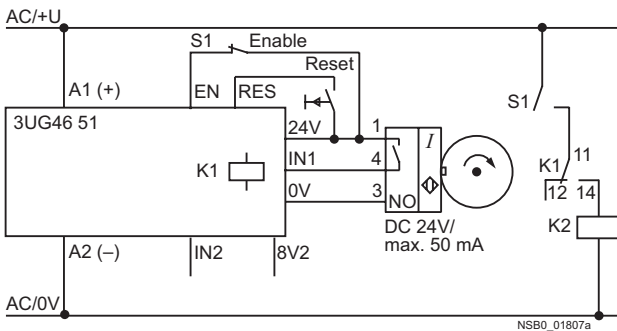 AC/+U
S1 Enable
Reset
A1 (+)
EN RES
3UG46 51
24V
1
I
IN1
4
K1
0V
3
NO
DC 24V/
max. 50 mA
A2 (–)
IN2
8V2
S1
K1
11
12 14
K2
AC/0V
NSB0_01807a